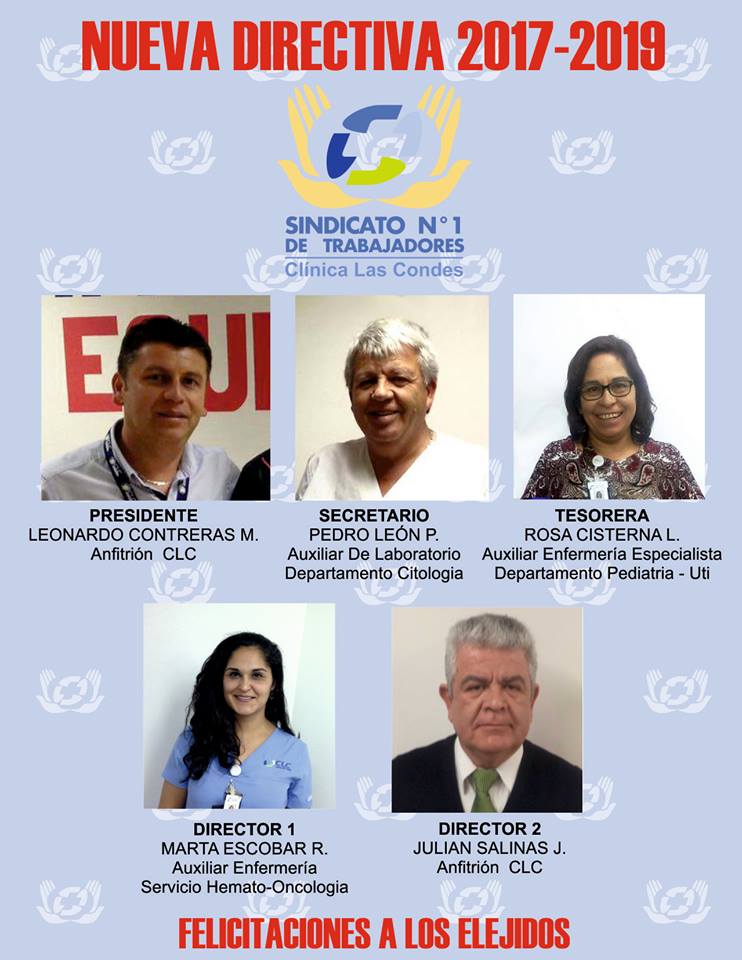 NUEVA DIRECTIVA 2017-2019
SINDICATO N°1
DE TRABAJADORES
Clínica Las Condes
EQUI
PRESIDENTE
LEONARDO CONTRERAS M.
Anfitrión CLC
SECRETARIO
PEDRO LEÓN P.
Auxiliar De Laboratorio
Departamento Citologia
TESORERA
ROSA CISTERNA L.
Auxiliar Enfermería Especialista
Departamento Pediatria - Uti
CLC
DIRECTOR 1
MARTA ESCOBAR R.
Auxiliar Enfermería
Servicio Hemato-Oncologia
DIRECTOR 2
JULIAN SALINAS J.
Anfitrión CLC
FELICITACIONES A LOS ELEJIDOS